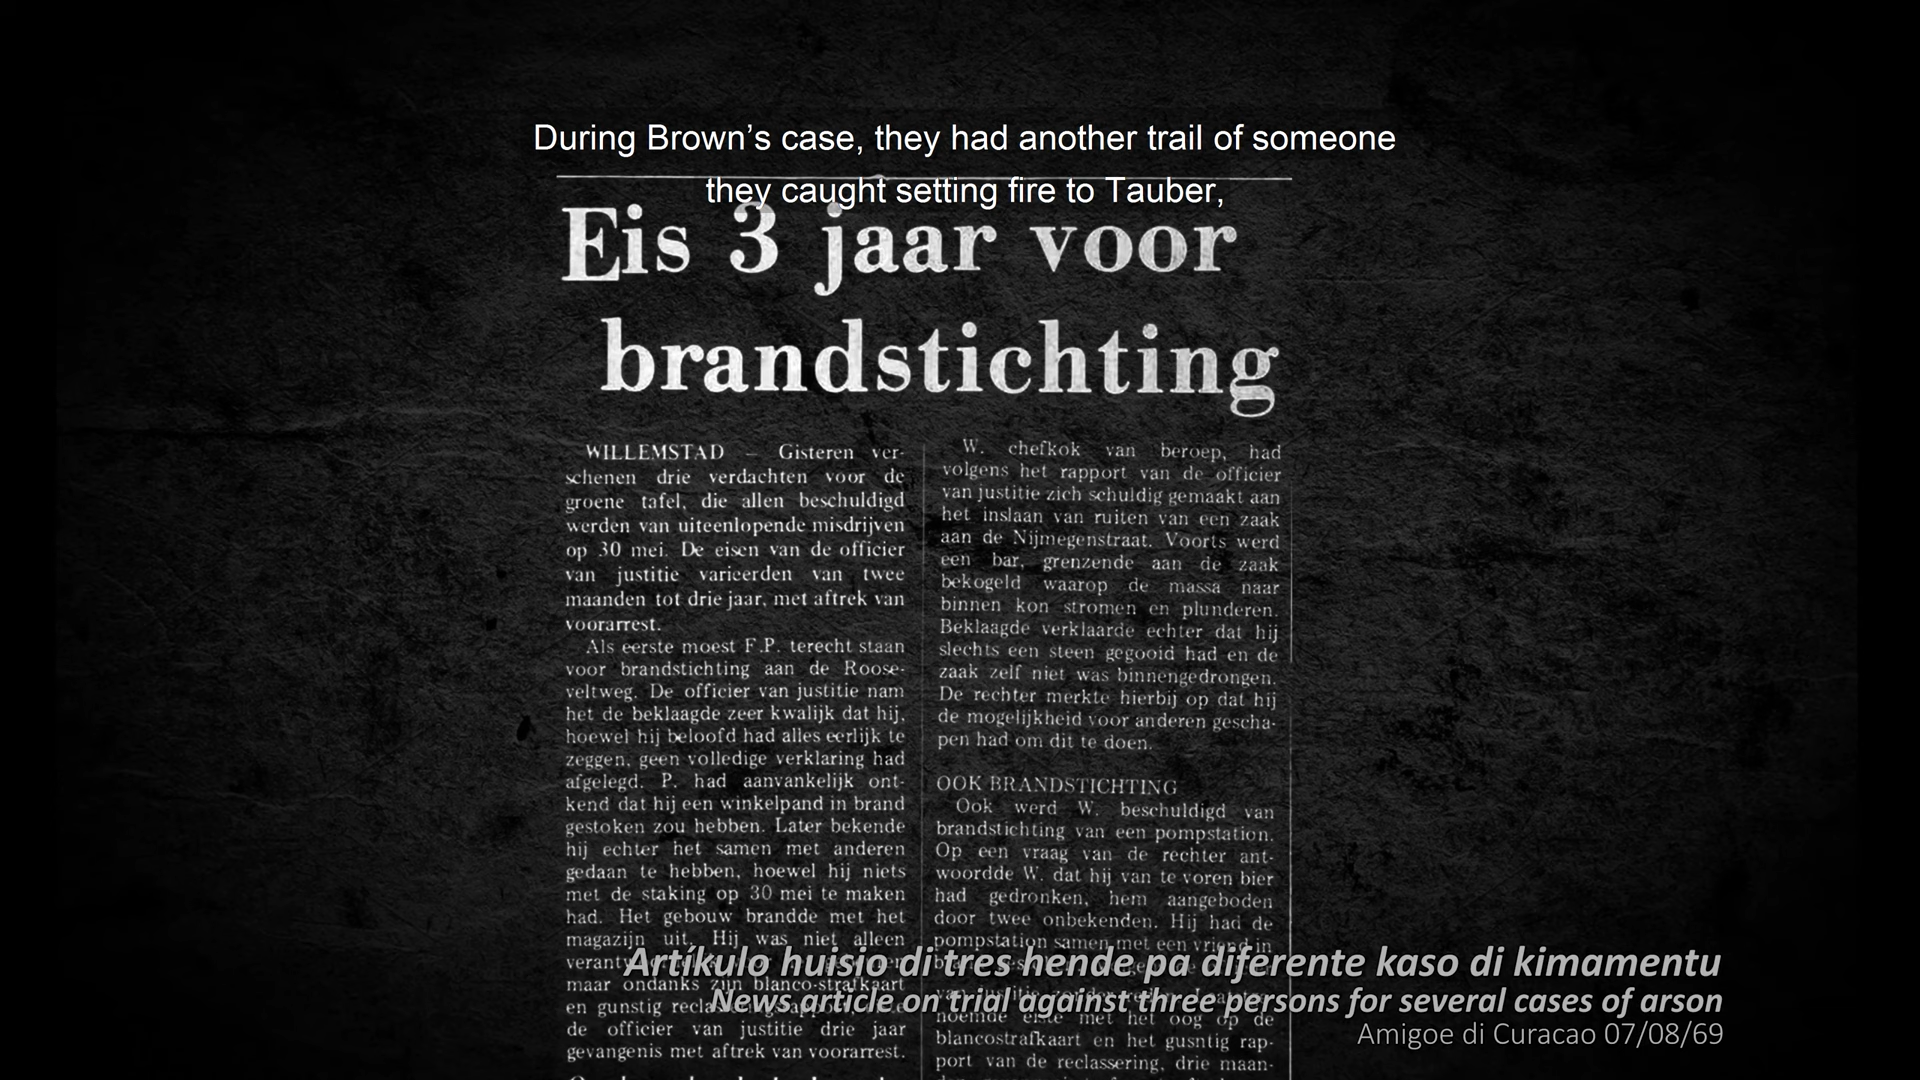 During Brown’s case, they had another trail of someone
they caught setting fire to Tauber,
Eis 3 jaar voor
brandstichting
WILLEMSTAD – Gisteren ver-
schenen drie verdachten voor de
groene tafel, die allen beschuldigd
werden van uiteenlopende misdrijven
op 30 mei. De eisen van de officier
van justitie varieerden van twee
maanden tot drie jaar, met aftrek van
voorarrest.
Als eerste moest F.P. terecht staan
voor brandstichting aan de Roose-
veltweg. De officier van justitie nam
het de beklaagde zeer kwalijk dat hij,
hoewel hij beloofd had alles eerlijk te
zeggen, geen volledige verklaring had
afgelegd. P. had aanvankelijk ont-
kend dat hij een winkelpand in brand
gestoken zou hebben. Later bekende
hij echter het samen met anderen
gedaan te hebben, hoewel hij niets
met de staking op 30 mei te maken
had. Het gebouw brandde met het
magazijn uit. Hij was niet alleen
maar ondanks zijn blanco-strafkaart
en gunstig
de officier van justitie drie jaar
gevangenis met aftrek van voorarrest.
W. chefkok van beroep, had
volgens het rapport van de officier
van justitie zich schuldig gemaakt aan
het inslaan van ruiten van een zaak
aan de Nijmegenstraat. Voorts werd
een bar, grenzende aan de zaak
bekogeld waarop de massa naar
binnen kon stromen en plunderen.
Beklaagde verklaarde echter dat hij
slechts een steen gegooid had en de
zaak zelf niet was binnengedrongen.
De rechter merkte hierbij op dat hij
de mogelijkheid voor anderen gescha-
pen had om dit te doen.
OOK BRANDSTICHTING
Ook werd W. beschuldigd van
brandstichting van een pompstation.
Op een vraag van de rechter ant-
woordde W. dat hij van te voren bier
had gedronken, hem aangeboden
door twee onbekenden. Hij had de
pompstation samen met een vriend in
noemde eiste met het oog op de
blancostrafkaart en het gusntig rap-
port van de reclassering, drie maan-
Artíkulo huisio di tres hende pa diferente kaso di kimamentu
News article on trial against three persons for several cases of arson
Amigoe di Curacao 07/08/69